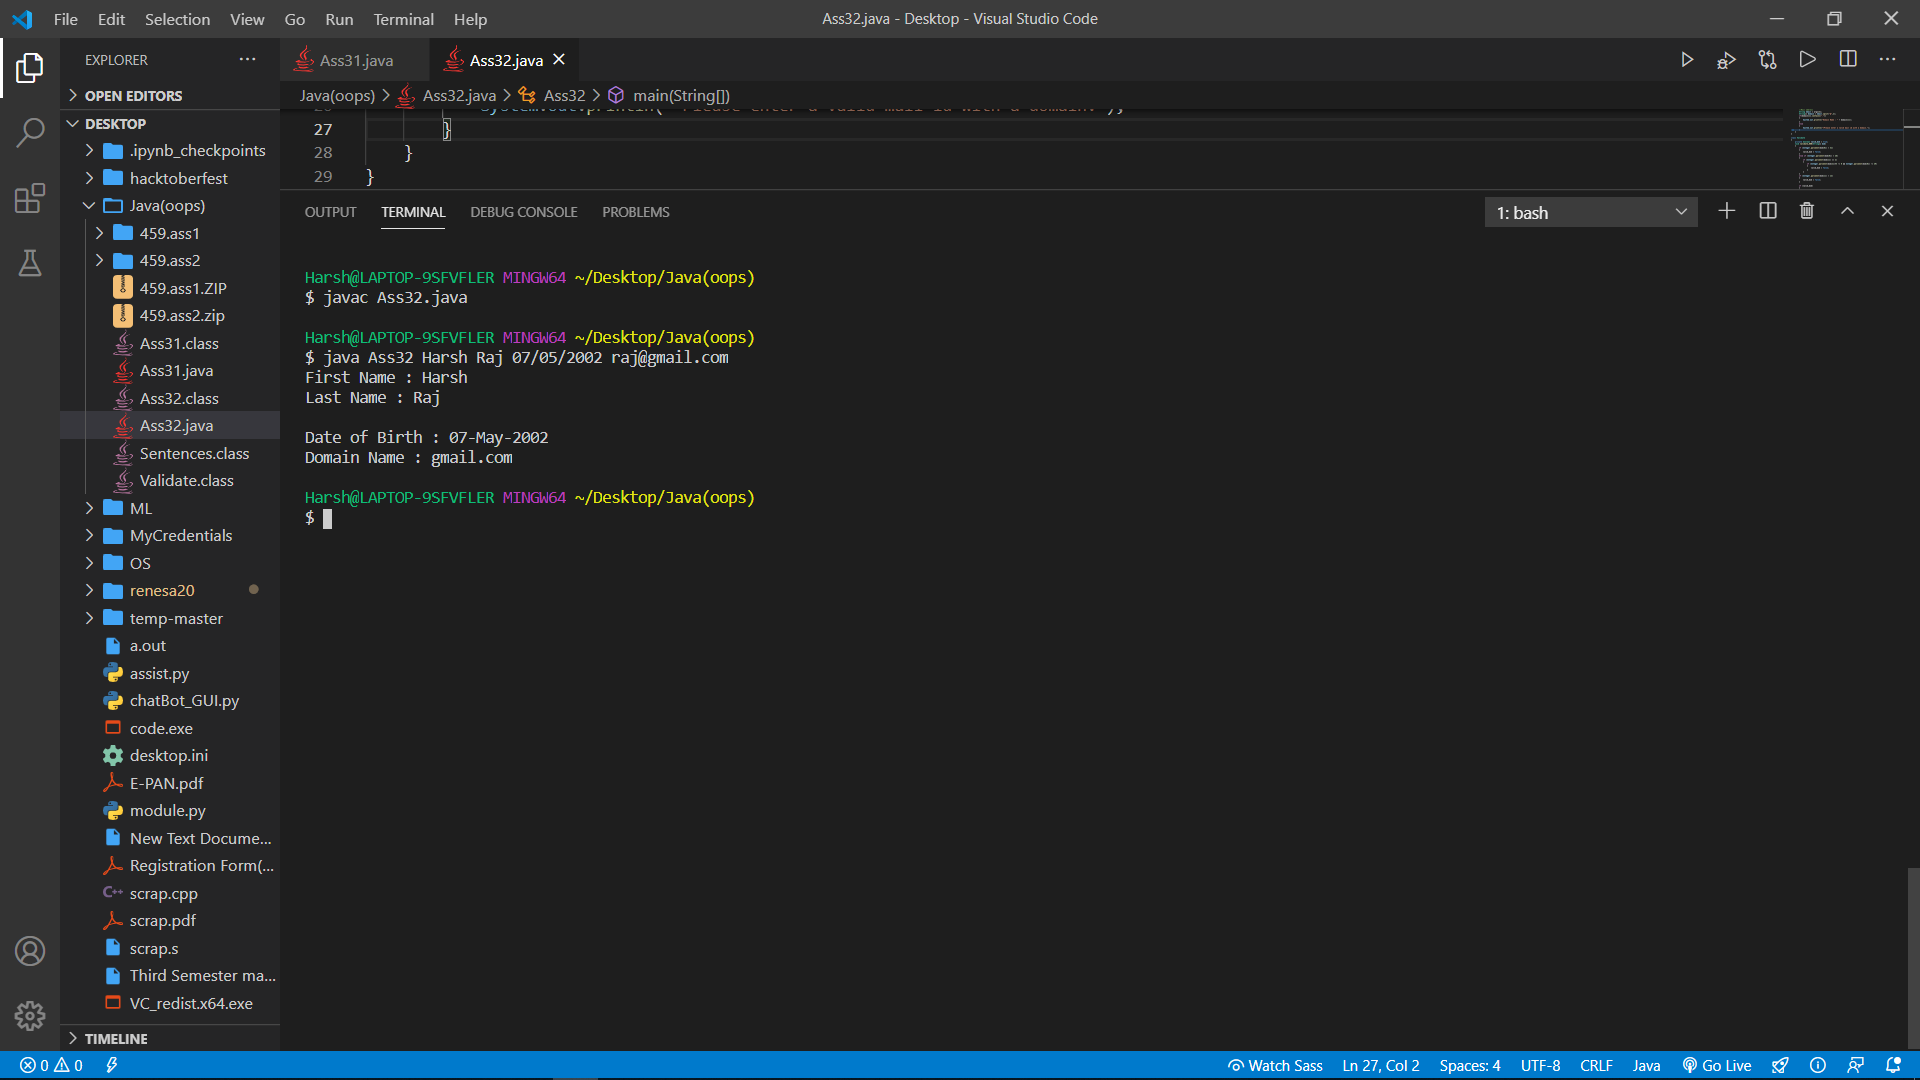 File Edit Selection View Go Run Terminal Help
Ass32.java - Desktop - Visual Studio Code
EXPLORER
OPEN EDITORS
DESKTOP
.ipynb_checkpoints
hacktoberfest
Java(oops)
459.ass1
459.ass2
459.ass1.ZIP
459.ass2.zip
Ass31.class
Ass31.java
Ass32.class
Ass32.java
Sentences.class
Validate.class
ML
MyCredentials
OS
renesa20
temp-master
a.out
assist.py
chatBot_GUI.py
code.exe
desktop.ini
E-PAN.pdf
module.py
New Text Docume...
Registration Form(...
scrap.cpp
scrap.pdf
scrap.s
Third Semester ma...
VC_redist.x64.exe
TIMELINE
Ass31.java Ass32.java
Java(oops) > Ass32.java > Ass32 > main(String[])
27 }
28 }
29 }
OUTPUT TERMINAL DEBUG CONSOLE PROBLEMS
1: bash
Harsh@LAPTOP-9SFVFLER MINGW64 ~/Desktop/Java(oops)
$ javac Ass32.java
Harsh@LAPTOP-9SFVFLER MINGW64 ~/Desktop/Java(oops)
$ java Ass32 Harsh Raj 07/05/2002 raj@gmail.com
First Name : Harsh
Last Name : Raj
Date of Birth : 07-May-2002
Domain Name : gmail.com
Harsh@LAPTOP-9SFVFLER MINGW64 ~/Desktop/Java(oops)
$
0 0 Watch Sass Ln 27, Col 2 Spaces: 4 UTF-8 CRLF Java Go Live